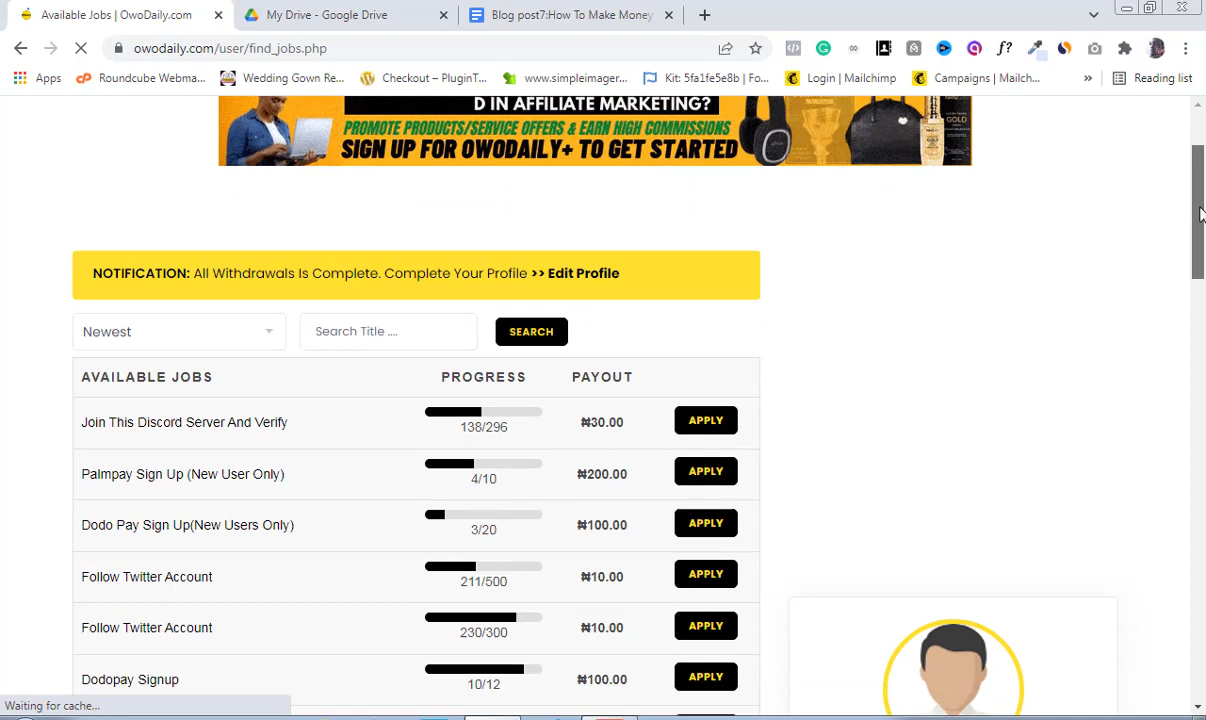 Available Jobs | OwoDaily.com
My Drive - Google Drive
Blog post7:How To Make Money
owodaily.com/user/find_jobs.php
Apps
Roundcube Webma...
Wedding Gown Re...
Checkout – PluginT...
www.simpleimager...
Kit: 5fa1fe5e8b | Fo...
Login | Mailchimp
Campaigns | Mailch...
»
Reading list
D IN AFFILIATE MARKETING?
PROMOTE PRODUCTS/SERVICE OFFERS & EARN HIGH COMMISSIONS
SIGN UP FOR OWODAILY+ TO GET STARTED
GOLD
NOTIFICATION: All Withdrawals Is Complete. Complete Your Profile >> Edit Profile
Newest
Search Title ....
SEARCH
AVAILABLE JOBS PROGRESS PAYOUT
Join This Discord Server And Verify 138/296 ₦30.00 APPLY
Palmpay Sign Up (New User Only) 4/10 ₦200.00 APPLY
Dodo Pay Sign Up(New Users Only) 3/20 ₦100.00 APPLY
Follow Twitter Account 211/500 ₦10.00 APPLY
Follow Twitter Account 230/300 ₦10.00 APPLY
Dodopay Signup 10/12 ₦100.00 APPLY
Waiting for cache...